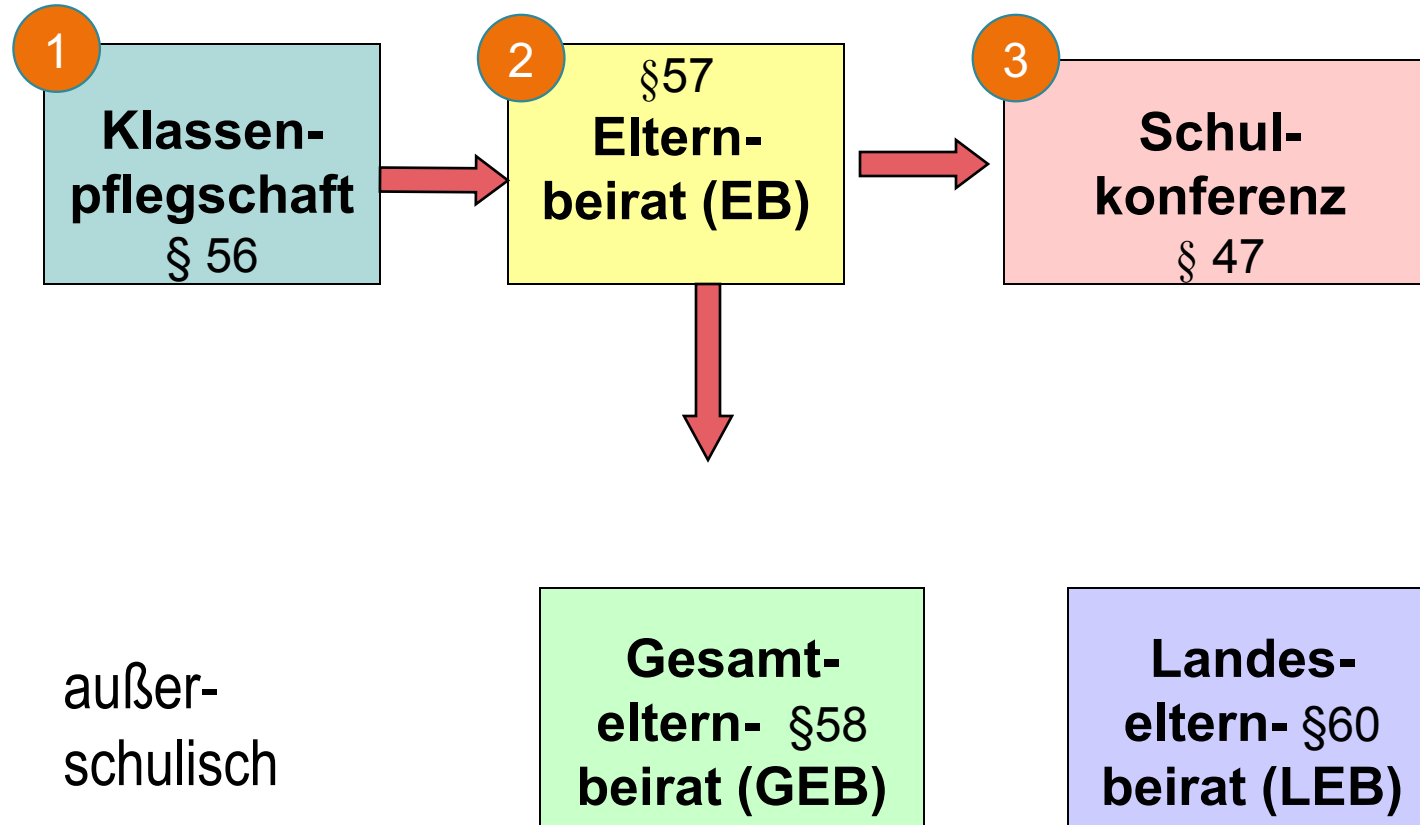 1
Klassen-
pflegschaft
§ 56
2
§57
Eltern-
beirat (EB)
3
Schul-
konferenz
§ 47
außer-
schulisch
Gesamt-
eltern- §58
beirat (GEB)
Landes-
eltern- §60
beirat (LEB)